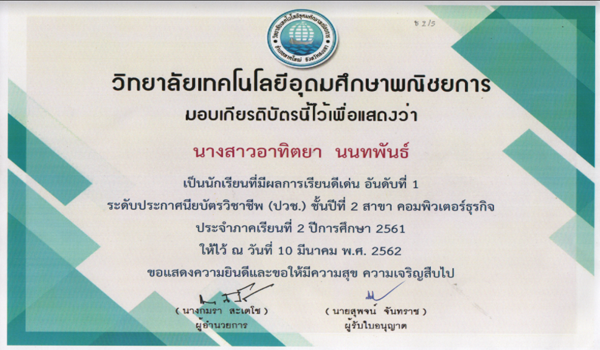 วิทยาลัยเทคโนโลยีอุดมศึกษาพณิชยการ
มอบเกียรติบัตรนี้ไว้เพื่อแสดงว่า
นางสาวอาทิตยา นนทพันธ์
เป็นนักเรียนที่มีผลการเรียนดีเด่น อันดับที่ 1
ระดับประกาศนียบัตรวิชาชีพ (ปวช.) ชั้นปีที่ 2 สาขา คอมพิวเตอร์ธุรกิจ
ประจำภาคเรียนที่ 2 ปีการศึกษา 2561
ให้ไว้ ณ วันที่ 10 มีนาคม พ.ศ. 2562
ขอแสดงความยินดีและขอให้มีความสุข ความเจริญสืบไป
( นางกัมรา สะเตโช ) ( นายสุพจน์ จันทราช )
ผู้อำนวยการ ผู้รับใบอนุญาต